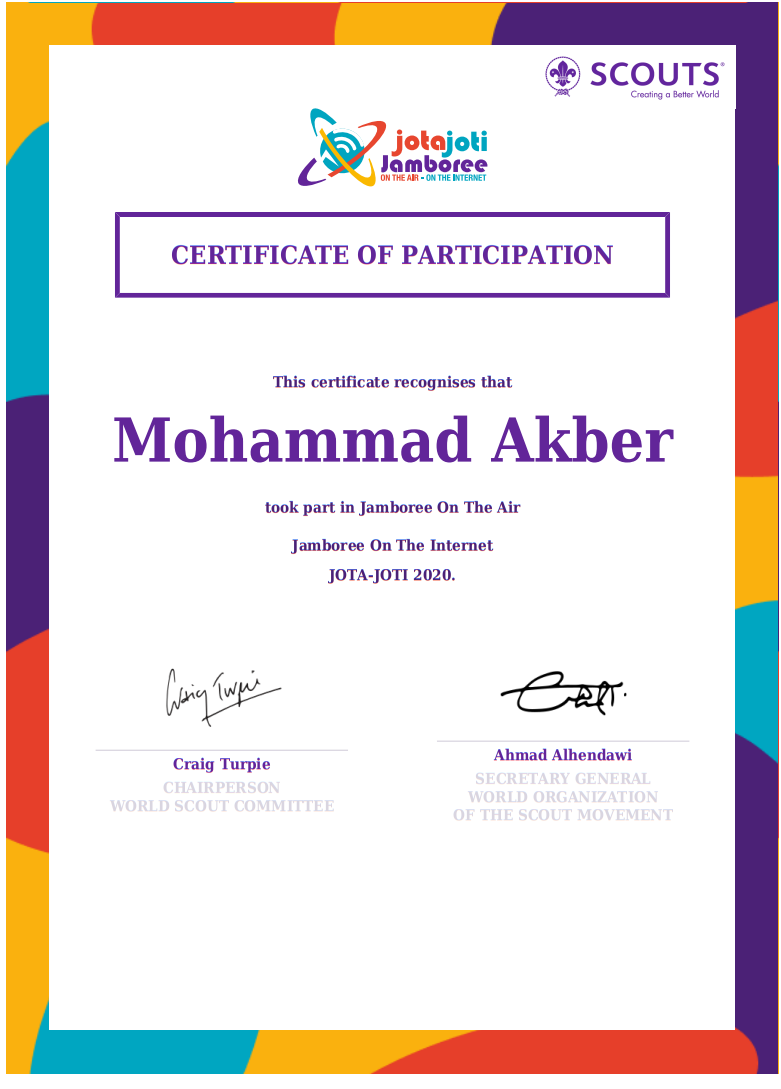 SCOUTS®
Creating a Better World
jotajoti
Jamboree
ON THE AIR - ON THE INTERNET
CERTIFICATE OF PARTICIPATION
This certificate recognises that
Mohammad Akber
took part in Jamboree On The Air
Jamboree On The Internet
JOTA-JOTI 2020.
Craig Turpie
Craig Turpie
CHAIRPERSON
WORLD SCOUT COMMITTEE
Ahmad Alhendawi
SECRETARY GENERAL
WORLD ORGANIZATION
OF THE SCOUT MOVEMENT